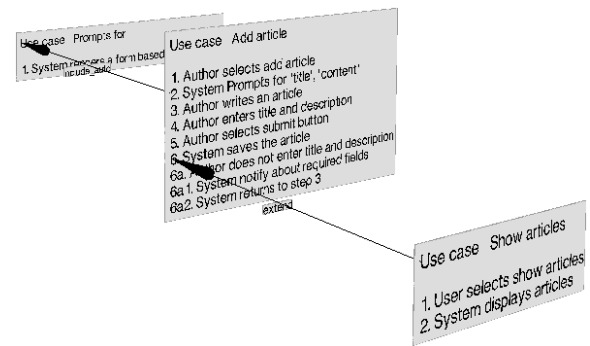 Use case Prompts for
1. System renders a form based
include_add
Use case Add article
1. Author selects add article
2. System Prompts for 'title', 'content'
3. Author writes an article
4. Author enters title and description
5. Author selects submit button
6. System saves the article
6a. Author does not enter title and description
6a1. System notify about required fields
6a2. System returns to step 3
extend
Use case Show articles
1. User selects show articles
2. System displays articles